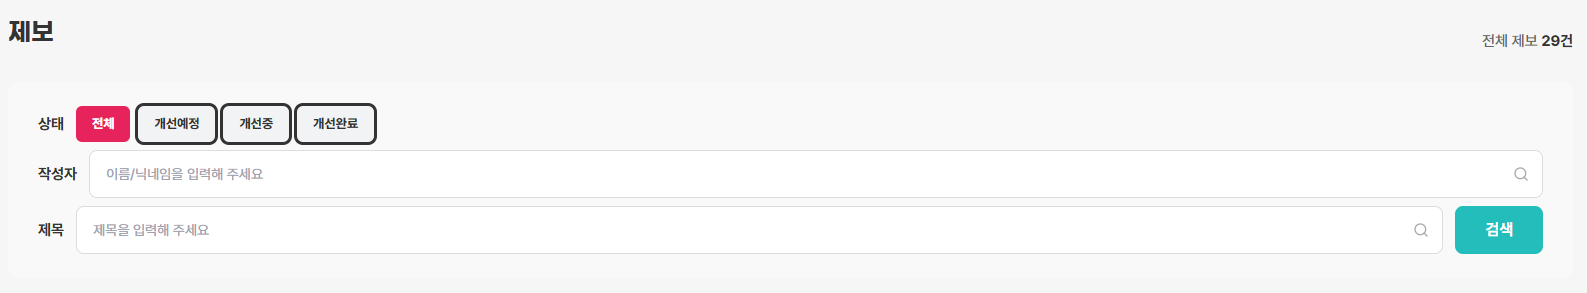 제보
전체 제보 29건
상태 전체 개선예정 개선중 개선완료
작성자 이름/닉네임을 입력해 주세요
제목 제목을 입력해 주세요 검색